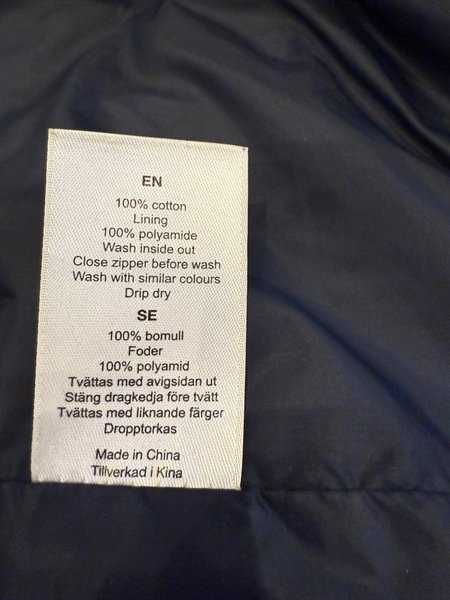 EN
100% cotton
Lining
100% polyamide
Wash inside out
Close zipper before wash
Wash with similar colours
Drip dry
SE
100% bomull
Foder
100% polyamid
Tvättas med avigsidan ut
Stäng dragkedja före tvätt
Tvättas med liknande färger
Dropptorkas
Made in China
Tillverkad i Kina